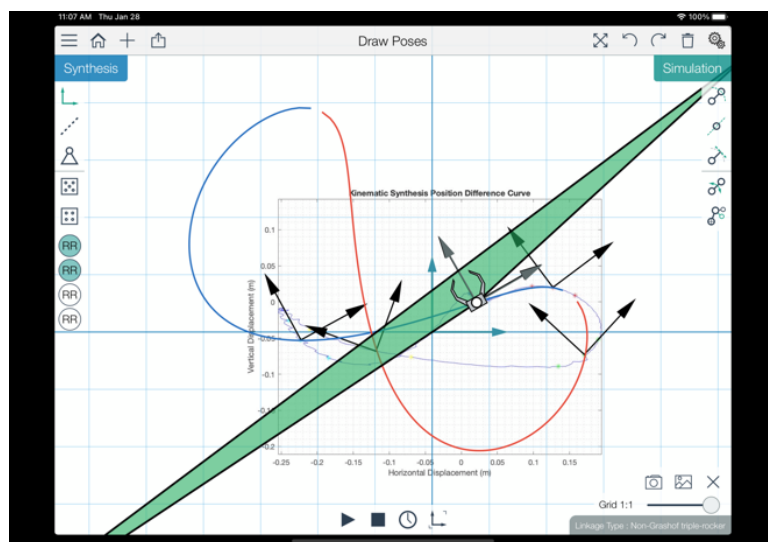 11:07 AM Thu Jan 28
100%
Draw Poses
Synthesis
Simulation
Kinematic Synthesis Position Difference Curve
0.1
0.05
0
-0.05
-0.1
-0.15
-0.2
Vertical Displacement (m)
-0.25
-0.2
-0.15
-0.1
-0.05
0
0.05
0.1
0.15
Horizontal Displacement (m)
RR
RR
RR
RR
Grid 1:1
Linkage Type : Non-Grashof triple-rocker